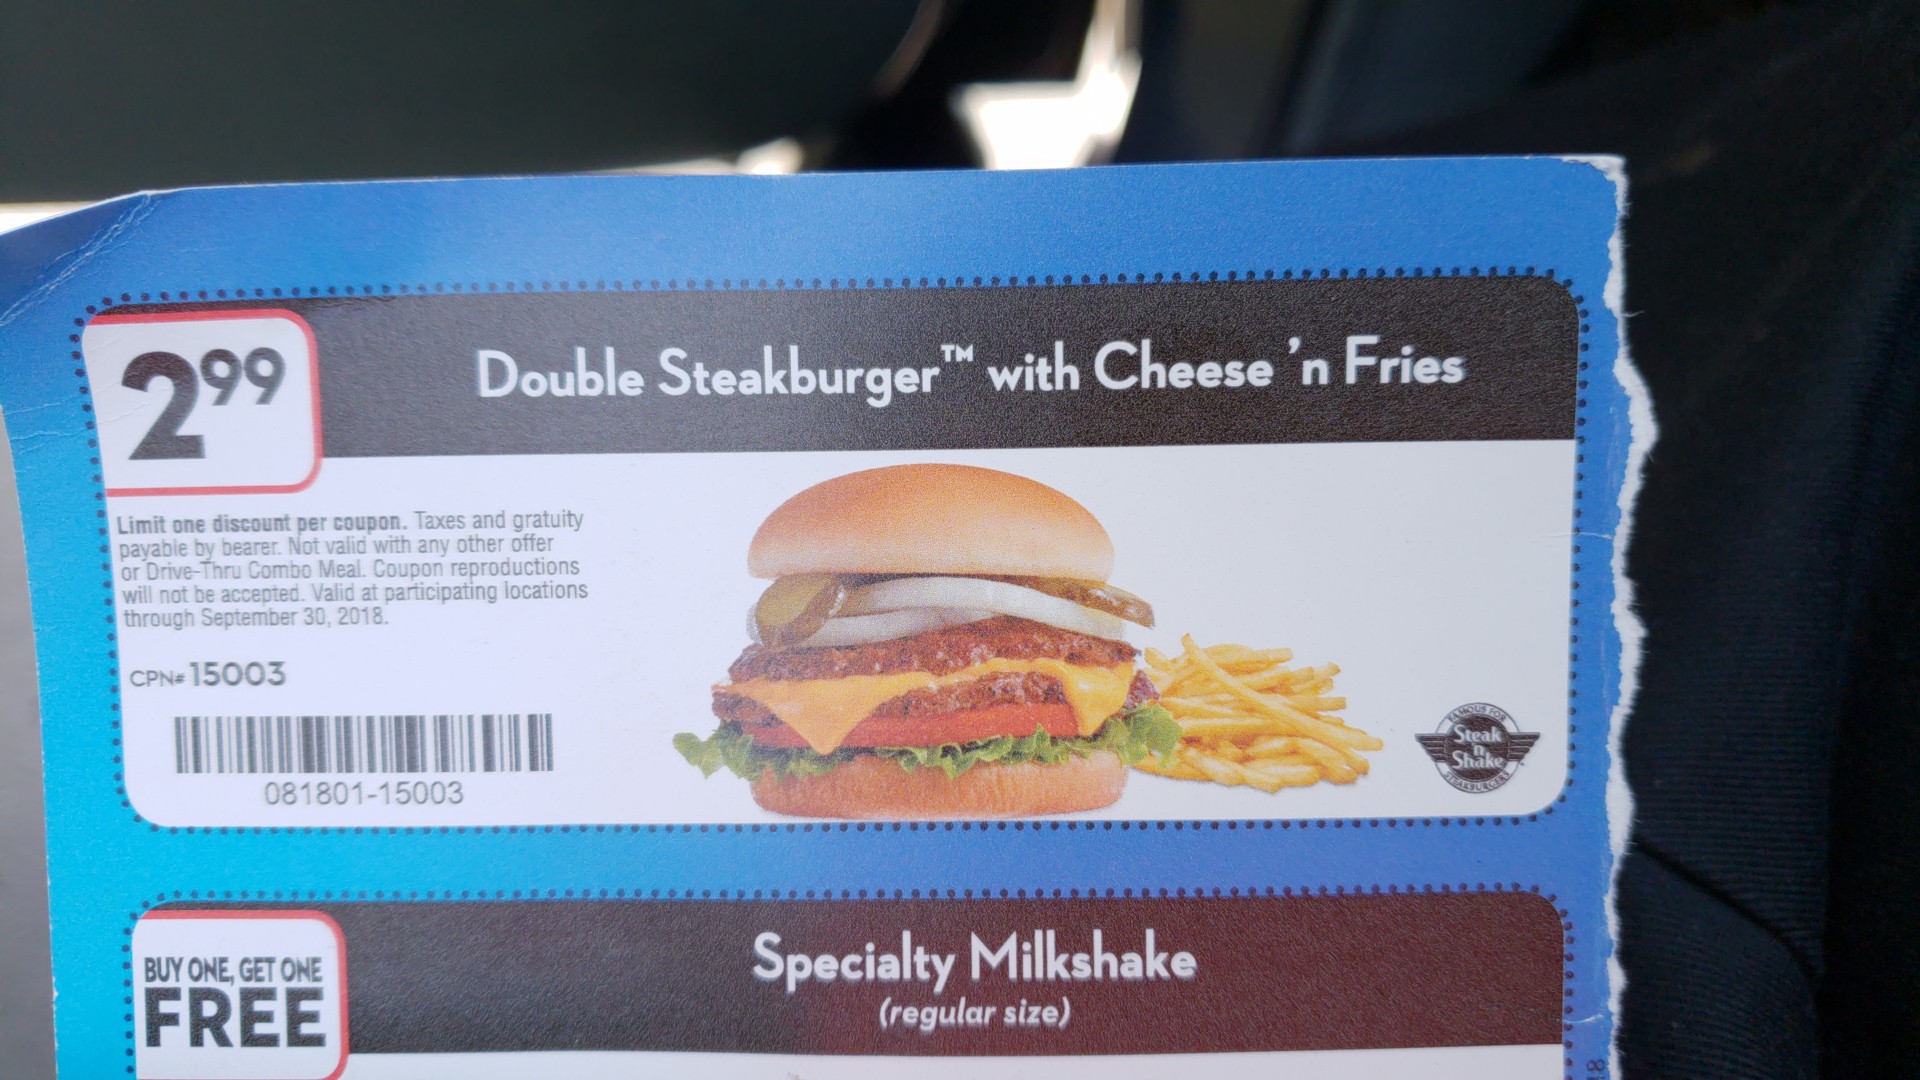 2 99
Double Steakburger™ with Cheese 'n Fries
Limit one discount per coupon. Taxes and gratuity
payable by bearer. Not valid with any other offer
or Drive-Thru Combo Meal. Coupon reproductions
will not be accepted. Valid at participating locations
through September 30, 2018.
CPN# 15003
081801-15003
FAMOUS FOR
Steak
n
Shake
STEAKBURGERS
BUY ONE, GET ONE
FREE
Specialty Milkshake
(regular size)